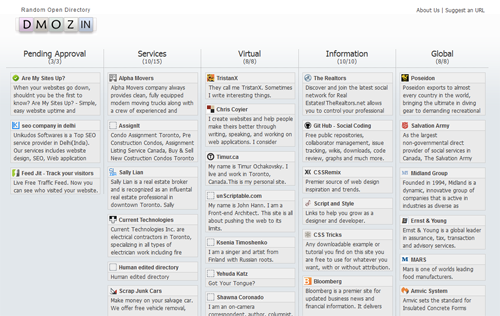 Random Open Directory
DMOZ IN
About Us | Suggest an URL
Pending Approval
(3/3)
Are My Sites Up?
When your websites go down,
shouldnt you be the first to
know? Are My Sites Up? - Simple,
easy website uptime and
seo company in delhi
Unikudos Softwares is a Top SEO
service provider in Delhi(India).
Our services includes website
design, SEO, Web application
Feed Jit - Track your visitors
Live Free Traffic Feed. Now you
can see who visited your website.
Services
(10/15)
Alpha Movers
Alpha Movers company always
provides clean, fully equipped
modern moving trucks along with
a crew of experienced and
Assignit
Condo Assignment Toronto, Pre
Construction Condos, Assignment
Listing Service Canada, Buy & Sell
New Costruction Condos Toronto
Sally Lian
Sally Lian is a real estate broker
and is recognized as an influential
real estate professional in
downtown Toronto. Sally
Current Technologies
Current Technologies Inc. are
electrical contractors in Toronto,
specializing in all types of
electrician work including fire
Human edited directory
Human edited directory
Scrap Junk Cars
Make money on your salvage car.
We offer free vehicle removal,
Virtual
(8/8)
TristanX
They call me TristanX. Sometimes
I write interesting things.
Chris Coyier
I create websites and help people
make theirs better through
writing, speaking, and working on
web applications. I consider
Timur.ca
My name is Timur Ochakovsky. I
live and work in Toronto,
Canada.This is my personal site.
unScriptable.com
My name is John Hann. I am a
Front-end Architect. This site is all
about pushing the web to its
limits.
Ksenia Timoshenko
I am a singer and artist from
Finland with Russian roots.
Yehuda Katz
Got Your Tongue?
Shawna Coronado
I am an on-camera
correspondent, author, columnist,
Information
(10/10)
The Realtors
Discover and Join the latest social
network for Real
Estates!TheRealtors.net allows
you to control your professional
Git Hub - Social Coding
Free public repositories,
collaborator management, issue
tracking, wikis, downloads, code
review, graphs and much more.
CSSRemix
Premier source of web design
inspiration and trends.
Script and Style
Links to help you grow as a
designer and developer.
CSS Tricks
Any downloadable example or
tutorial you find on this site you
are free to use for whatever you
want, with or without attribution.
Bloomberg
Bloomberg is a premier site for
updated business news and
financial information. It delivers
Global
(8/8)
Poseidon
Poseidon exports to almost
every country in the world,
bringing the ultimate in diving
gear to demanding recreational
Salvation Army
As the largest
non-governmental direct
provider of social services in
Canada, The Salvation Army
Midland Group
Founded in 1994, Midland is a
dynamic, innovative group of
companies that is active in
industries as diverse as
Ernst & Young
Ernst & Young is a global leader
in assurance, tax, transaction
and advisory services.
MARS
Mars is one of worlds leading
food manufacturers.
Amvic System
Amvic sets the standard for
Insulated Concrete Forms